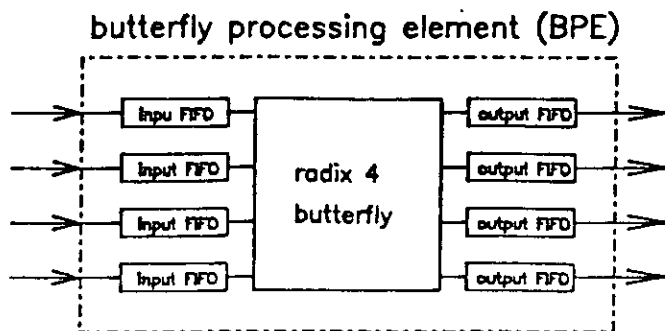 butterfly processing element (BPE)
Inpu FIFO
output FIFO
Input FIFO
radix 4
output FIFO
Input FIFO
butterfly
output FIFO
Input FIFO
output FIFO